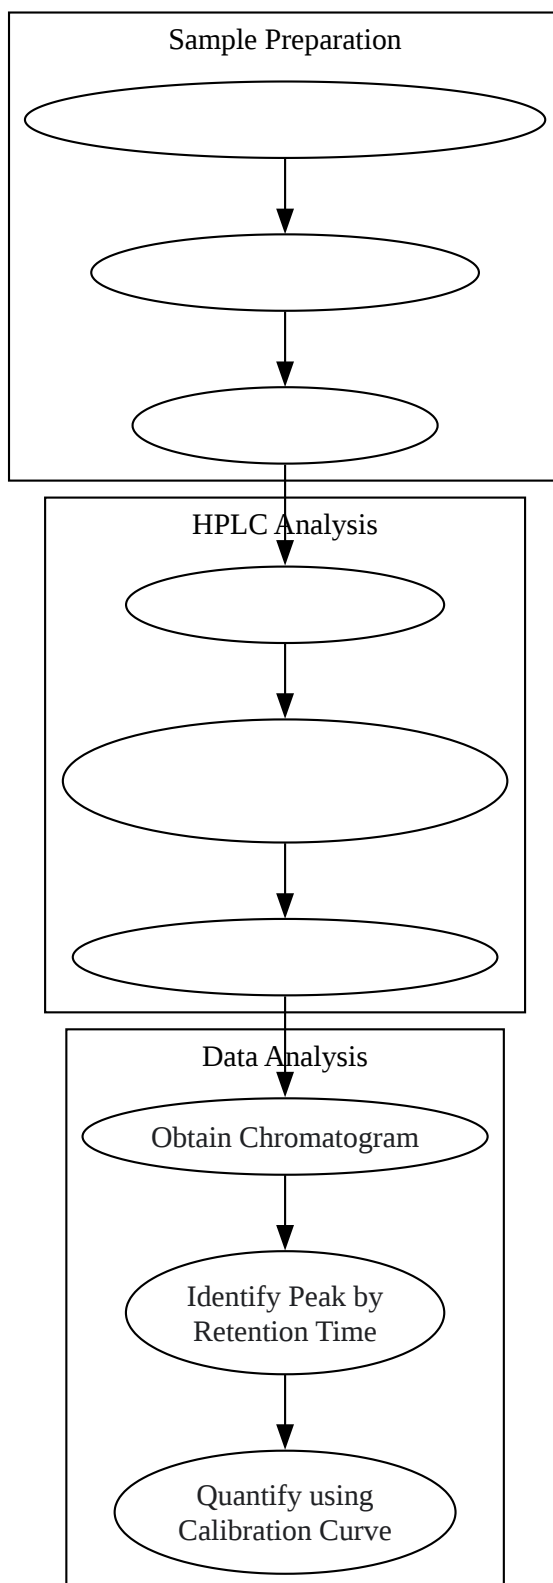 Sample Preparation
HPLC Analysis
Data Analysis
Obtain Chromatogram
Identify Peak by
Retention Time
Quantify using
Calibration Curve